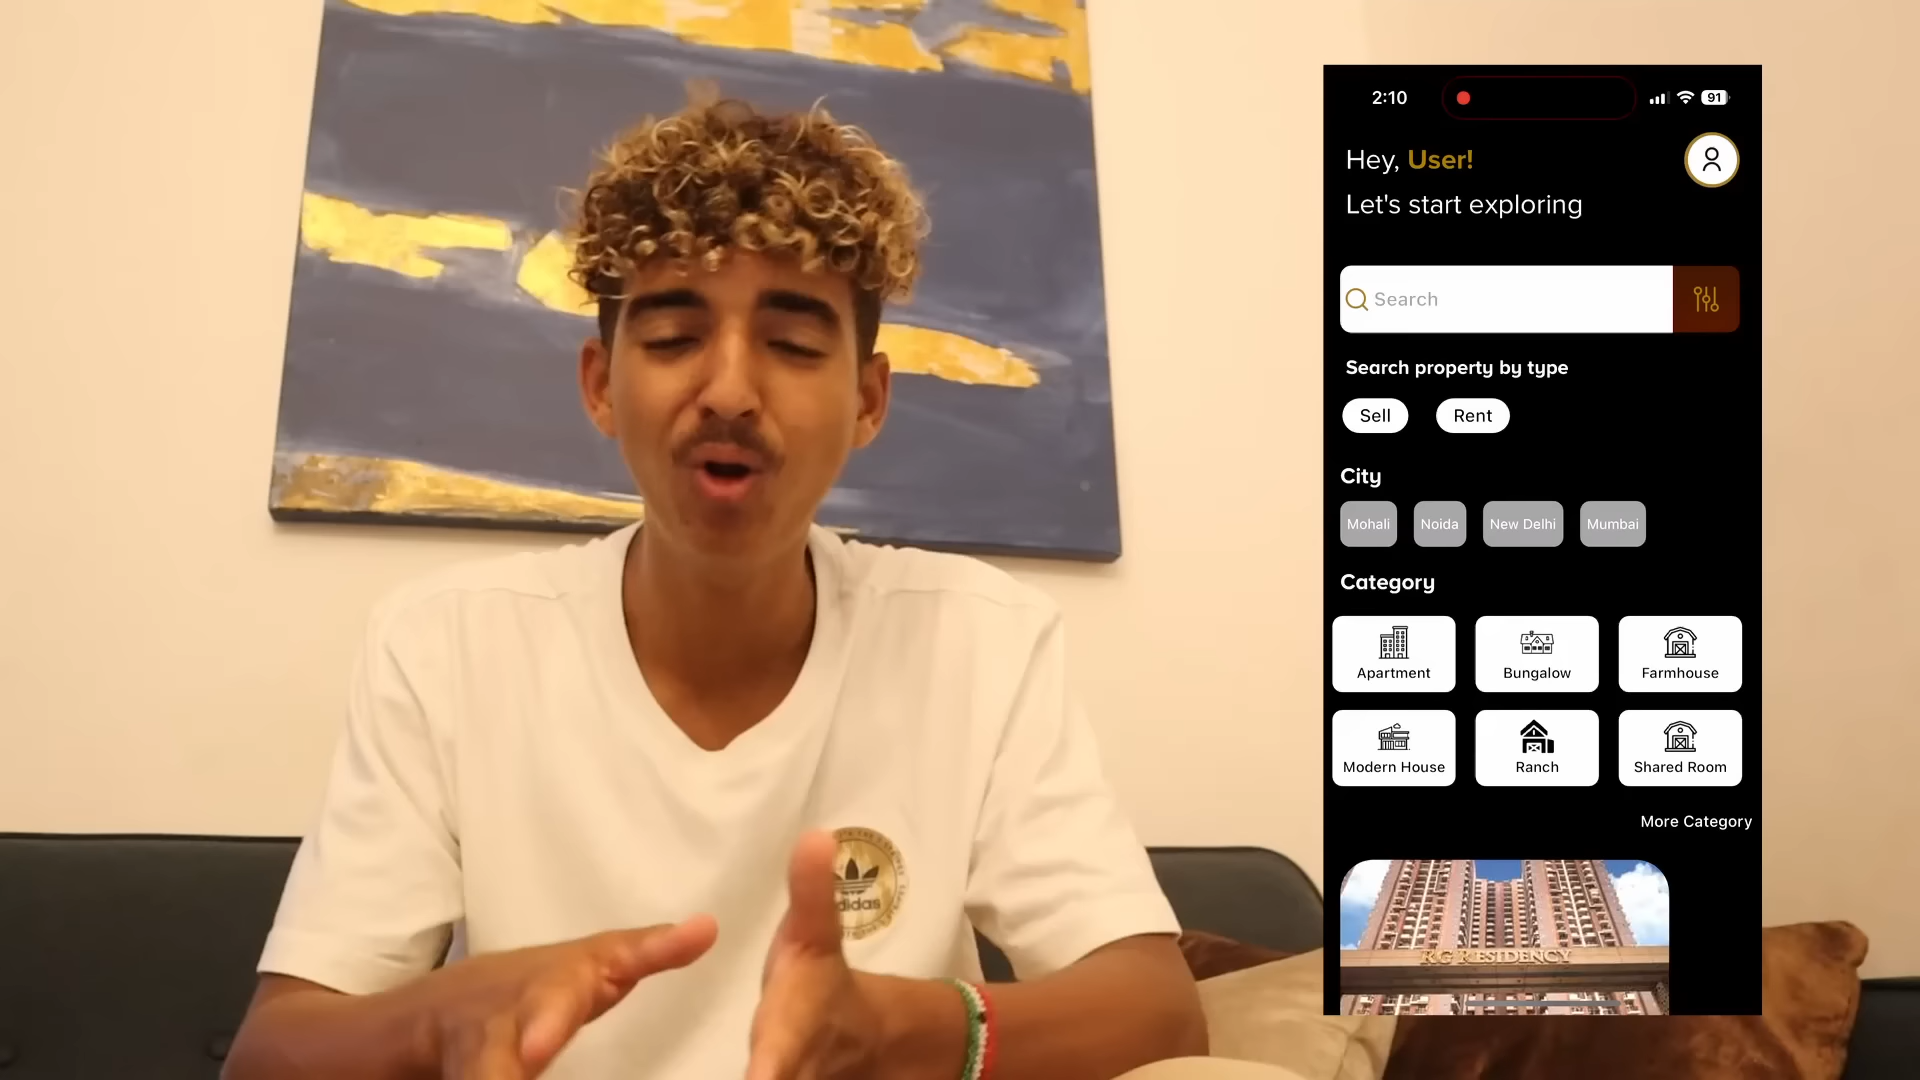 adidas
2:10
91
Hey, User!
Let's start exploring
Search
Search property by type
Sell Rent
City
Mohali Noida New Delhi Mumbai
Category
Apartment Bungalow Farmhouse
Modern House Ranch Shared Room
More Category
RG RESIDENCY